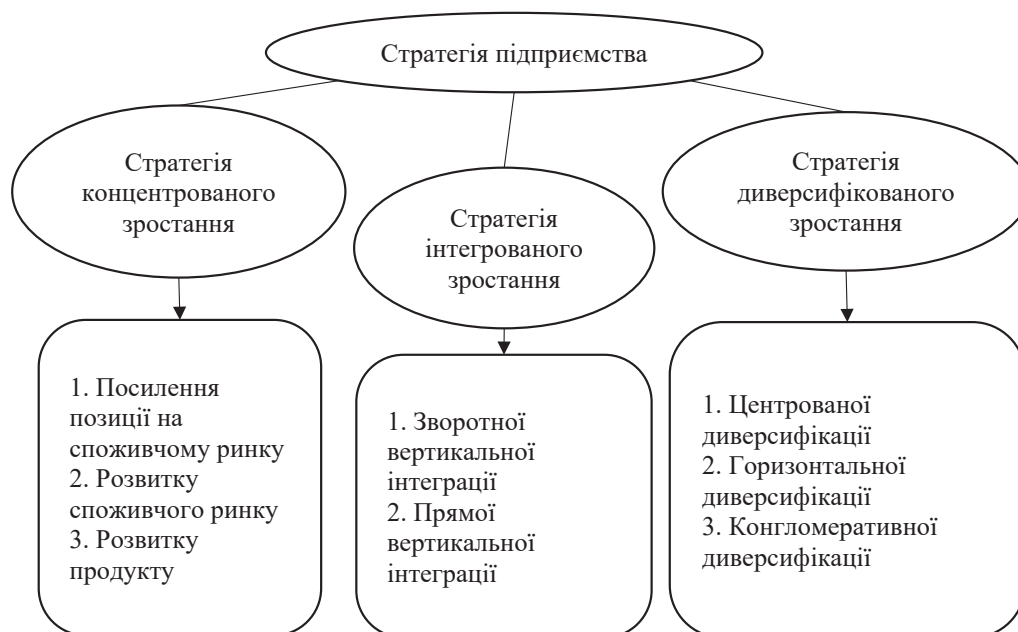 Стратегія підприємства
Стратегія
концентрованого
зростання
Стратегія
інтегрованого
зростання
Стратегія
диверсифікованого
зростання
1. Посилення
позиції на
споживчому ринку
2. Розвитку
споживчого ринку
3. Розвитку
продукту
1. Зворотної
вертикальної
інтеграції
2. Прямої
вертикальної
інтеграції
1. Центрованої
диверсифікації
2. Горизонтальної
диверсифікації
3. Конгломеративної
диверсифікації